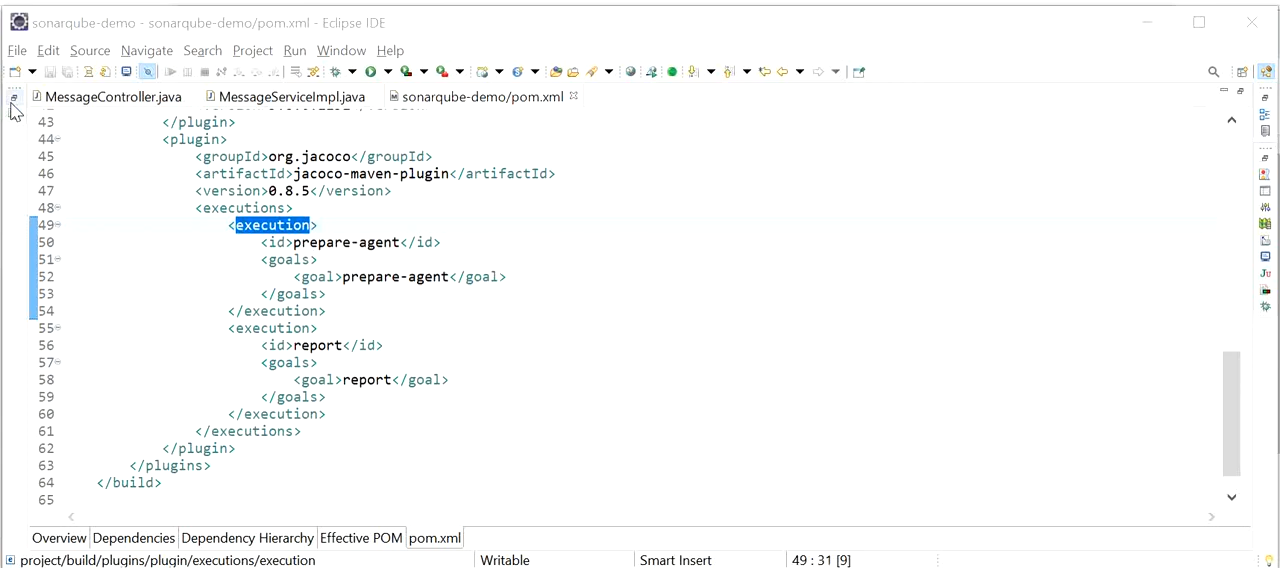 sonarqube-demo - sonarqube-demo/pom.xml - Eclipse IDE
File Edit Source Navigate Search Project Run Window Help
MessageController.java MessageServiceImpl.java sonarqube-demo/pom.xml
43 </plugin>
44 <plugin>
45 <groupId>org.jacoco</groupId>
46 <artifactId>jacoco-maven-plugin</artifactId>
47 <version>0.8.5</version>
48 <executions>
49 <execution>
50 <id>prepare-agent</id>
51 <goals>
52 <goal>prepare-agent</goal>
53 </goals>
54 </execution>
55 <execution>
56 <id>report</id>
57 <goals>
58 <goal>report</goal>
59 </goals>
60 </execution>
61 </executions>
62 </plugin>
63 </plugins>
64 </build>
65
Overview Dependencies Dependency Hierarchy Effective POM pom.xml
project/build/plugins/plugin/executions/execution Writable Smart Insert 49 : 31 [9]